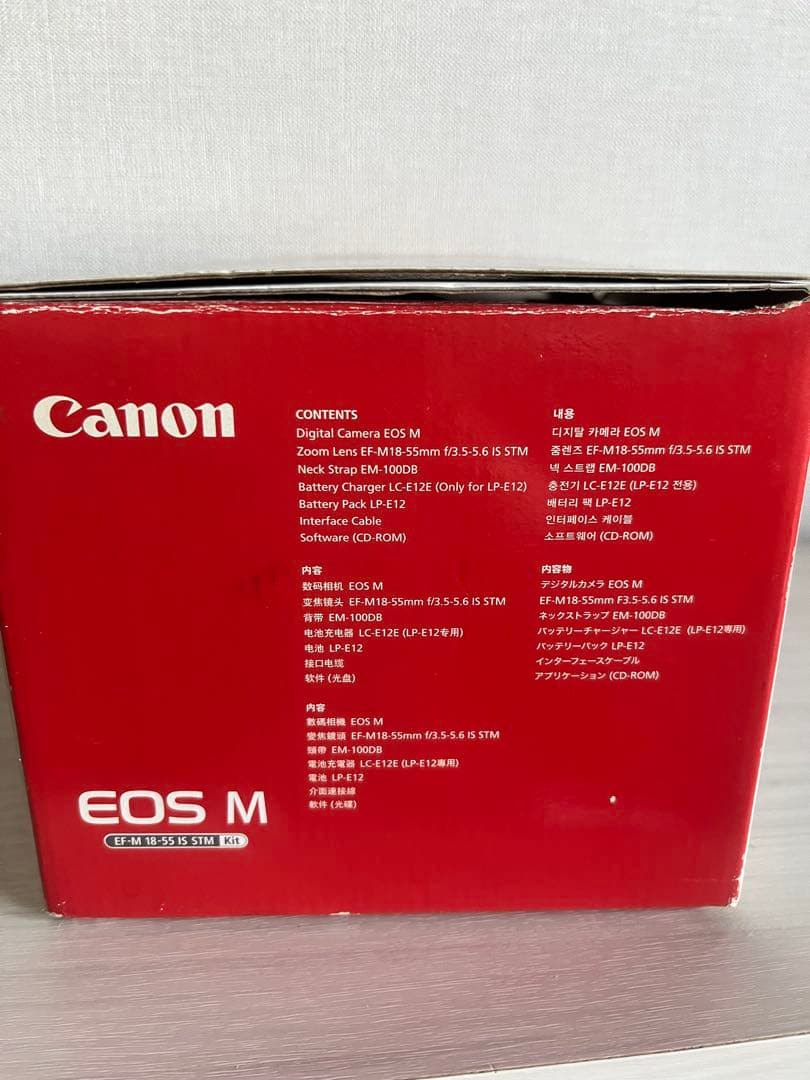 Canon
CONTENTS
Digital Camera EOS M
Zoom Lens EF-M18-55mm f/3.5-5.6 IS STM
Neck Strap EM-100DB
Battery Charger LC-E12E (Only for LP-E12)
Battery Pack LP-E12
Interface Cable
Software (CD-ROM)
内容
数码相机 EOS M
变焦镜头 EF-M18-55mm f/3.5-5.6 IS STM
背带 EM-100DB
电池充电器 LC-E12E (LP-E12专用)
电池 LP-E12
接口电缆
软件 (光盘)
内容
數碼相機 EOS M
變焦鏡頭 EF-M18-55mm f/3.5-5.6 IS STM
頸帶 EM-100DB
電池充電器 LC-E12E (LP-E12專用)
電池 LP-E12
介面連接線
軟件 (光碟)
내용
디지탈 카메라 EOS M
줌렌즈 EF-M18-55mm f/3.5-5.6 IS STM
넥 스트랩 EM-100DB
충전기 LC-E12E (LP-E12 전용)
배터리 팩 LP-E12
인터페이스 케이블
소프트웨어 (CD-ROM)
内容物
デジタルカメラ EOS M
EF-M18-55mm F3.5-5.6 IS STM
ネックストラップ EM-100DB
バッテリーチャージャー LC-E12E (LP-E12専用)
バッテリーパック LP-E12
インターフェースケーブル
アプリケーション (CD-ROM)
EOS M
EF-M 18-55 IS STM Kit